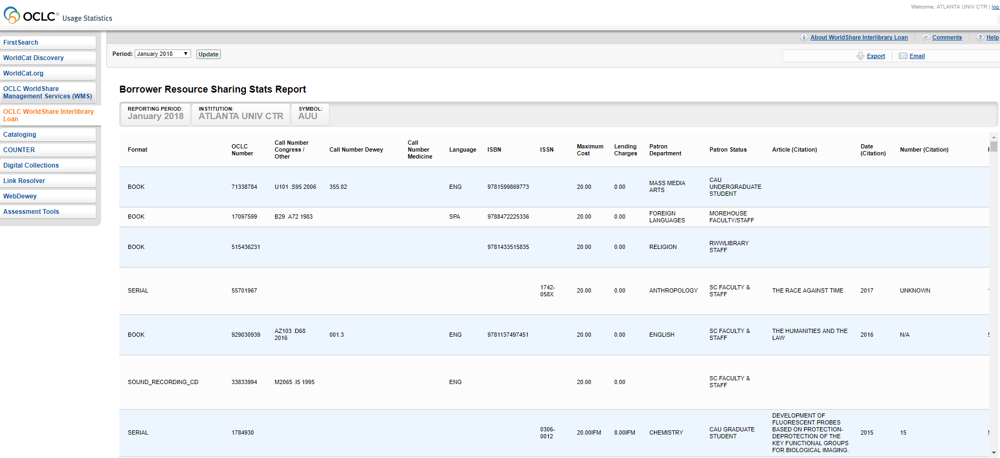 Welcome, ATLANTA UNIV CTR | log
OCLC® Usage Statistics
FirstSearch
WorldCat Discovery
WorldCat.org
OCLC WorldShare
Management Services (WMS)
OCLC WorldShare Interlibrary
Loan
Cataloging
COUNTER
Digital Collections
Link Resolver
WebDewey
Assessment Tools
About WorldShare Interlibrary Loan
Comments
Help
Period: January 2018 Update
Export
Email
Borrower Resource Sharing Stats Report
REPORTING PERIOD:
January 2018
INSTITUTION:
ATLANTA UNIV CTR
SYMBOL:
AUU
Format
OCLC
Number
Call Number
Congress /
Other
Call Number Dewey
Call
Number
Medicine
Language
ISBN
ISSN
Maximum
Cost
Lending
Charges
Patron
Department
Patron Status
Article (Citation)
Date
(Citation)
Number (Citation)
BOOK
71338784
U101 .S95 2006
355.02
ENG
9781599869773
20.00
0.00
MASS MEDIA
ARTS
CAU
UNDERGRADUATE
STUDENT
BOOK
17097599
B29 .A72 1983
SPA
9788472225336
20.00
0.00
FOREIGN
LANGUAGES
MOREHOUSE
FACULTY/STAFF
BOOK
515436231
9781433515835
20.00
0.00
RELIGION
RWWLIBRARY
STAFF
SERIAL
55701967
1742-
058X
20.00
0.00
ANTHROPOLOGY
SC FACULTY &
STAFF
THE RACE AGAINST TIME
2017
UNKNOWN
BOOK
929030939
AZ103 .D68
2016
001.3
ENG
9781137497451
20.00
0.00
ENGLISH
SC FACULTY &
STAFF
THE HUMANITIES AND THE
LAW
2016
N/A
SOUND_RECORDING_CD
33833994
M2065 .I5 1995
ENG
20.00
0.00
SC FACULTY &
STAFF
SERIAL
1784930
0306-
0012
20.00IFM
8.00IFM
CHEMISTRY
CAU GRADUATE
STUDENT
DEVELOPMENT OF
FLUORESCENT PROBES
BASED ON PROTECTION-
DEPROTECTION OF THE
KEY FUNCTIONAL GROUPS
FOR BIOLOGICAL IMAGING.
2015
15